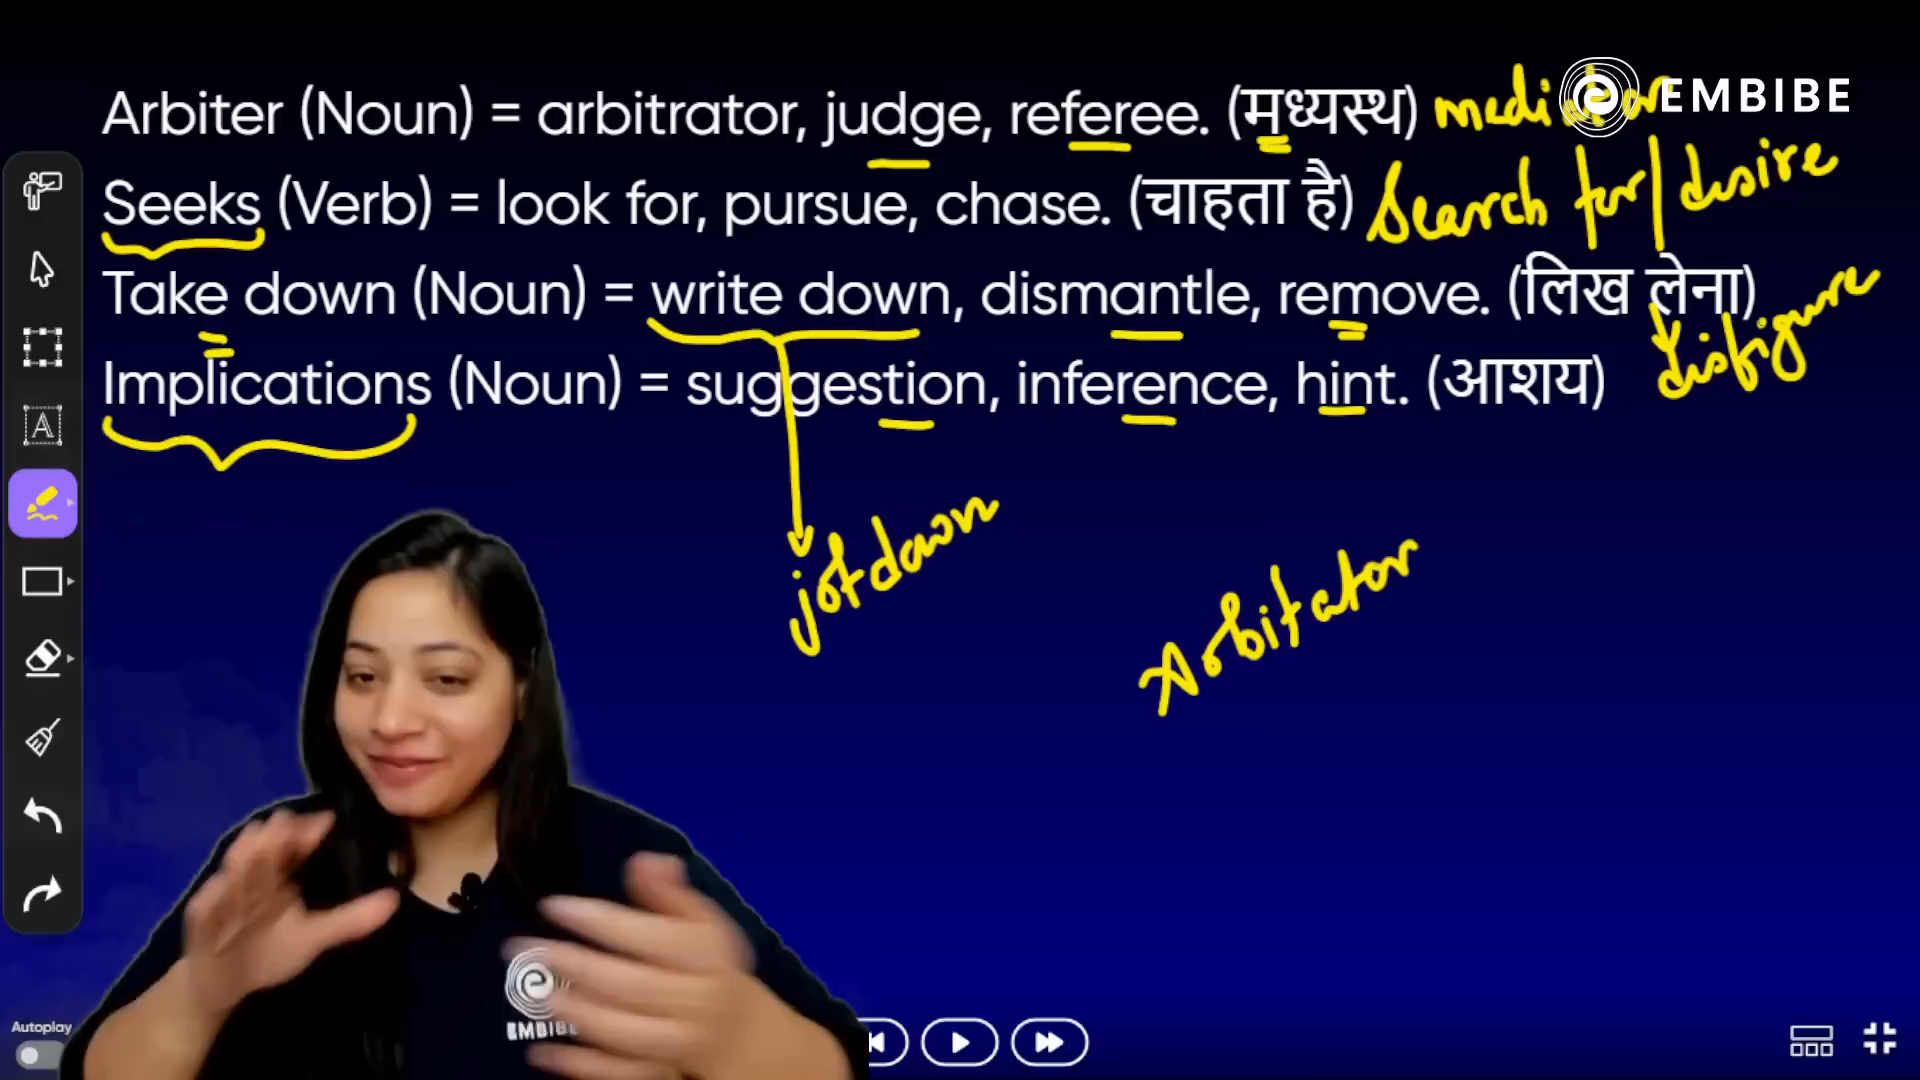 Arbiter (Noun) = arbitrator, judge, referee. (मध्यस्थ)
EMBIBE
Seeks (Verb) = look for, pursue, chase. (चाहता है) Search for/desire
Take down (Noun) = write down, dismantle, remove. (लिख लेना)
disfigure
Implications (Noun) = suggestion, inference, hint. (आशय)
A
jot down
Arbitator
EMBIBE
Autoplay